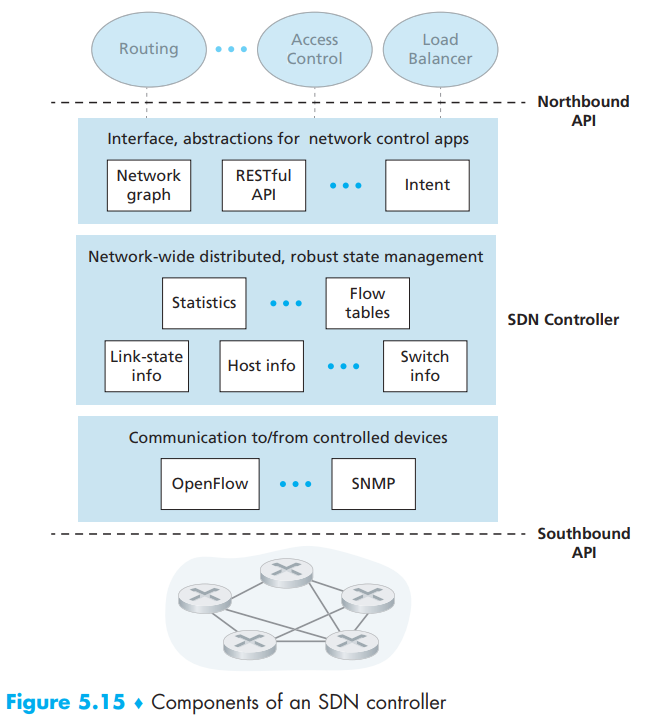 Routing
Access
Control
Load
Balancer
Northbound
API
Interface, abstractions for network control apps
Network
graph
RESTful
API
Intent
Network-wide distributed, robust state management
Statistics
Flow
tables
SDN Controller
Link-state
info
Host info
Switch
info
Communication to/from controlled devices
OpenFlow
SNMP
Southbound
API
Figure 5.15 ♦ Components of an SDN controller